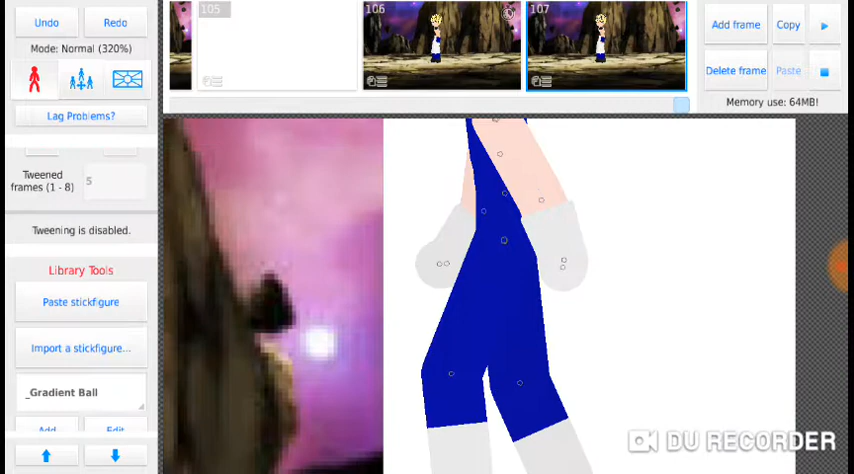 Undo Redo
Mode: Normal (320%)
Lag Problems?
Tweened
frames (1 - 8)
5
Tweening is disabled.
Library Tools
Paste stickfigure
Import a stickfigure...
_Gradient Ball
Add Edit
105
106
107
Add frame Copy
Delete frame Paste
Memory use: 64MB!
DU RECORDER